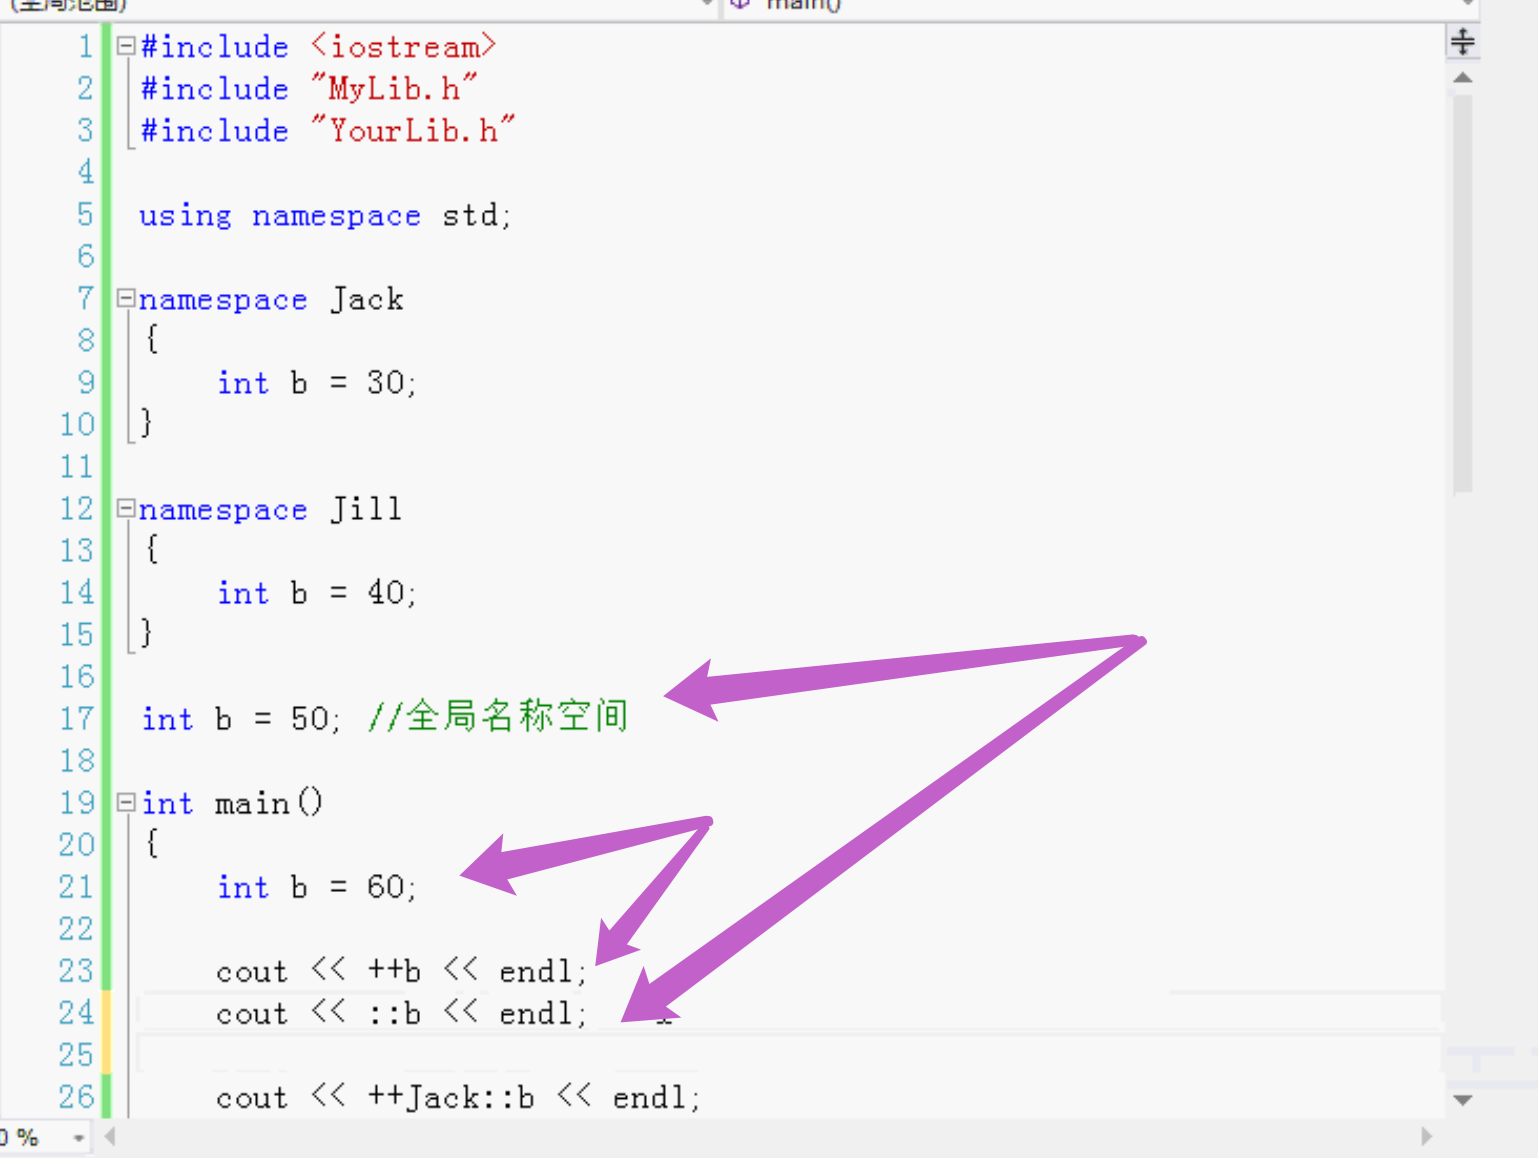 (全局范围) main()
1 #include <iostream>
2 #include "MyLib.h"
3 #include "YourLib.h"
4
5 using namespace std;
6
7 namespace Jack
8 {
9 int b = 30;
10 }
11
12 namespace Jill
13 {
14 int b = 40;
15 }
16
17 int b = 50; //全局名称空间
18
19 int main()
20 {
21 int b = 60;
22
23 cout << ++b << endl;
24 cout << ::b << endl;
25
26 cout << ++Jack::b << endl;
0 %